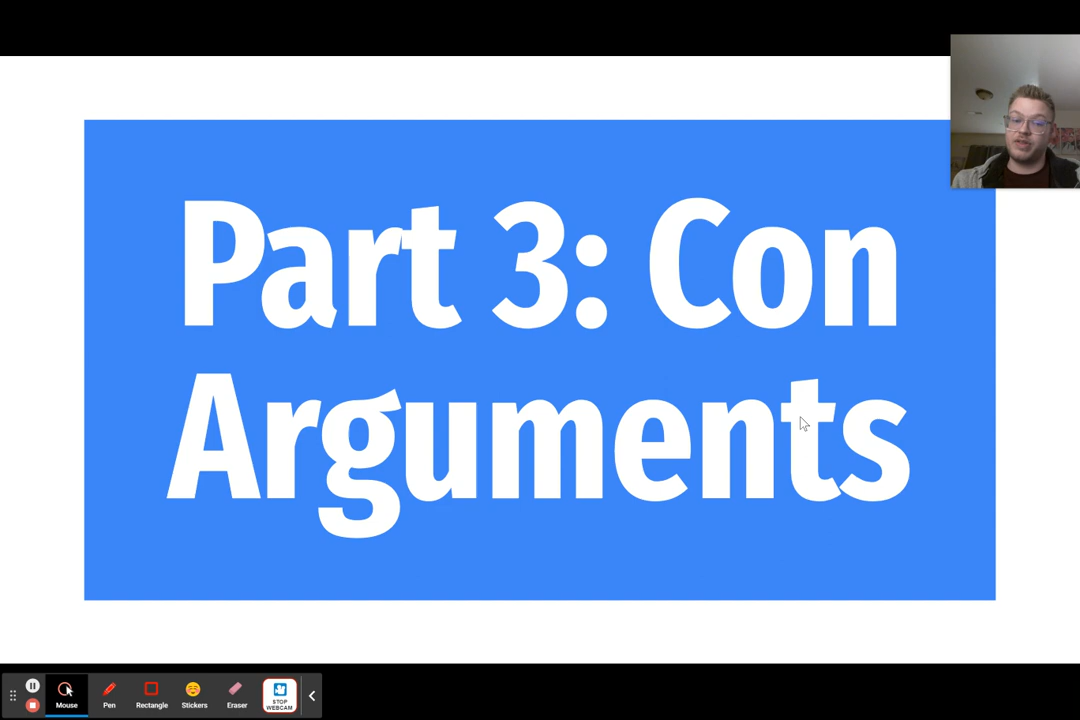 Part 3: Con
Arguments
Mouse
Pen
Rectangle
Stickers
Eraser
STOP
WEBCAM